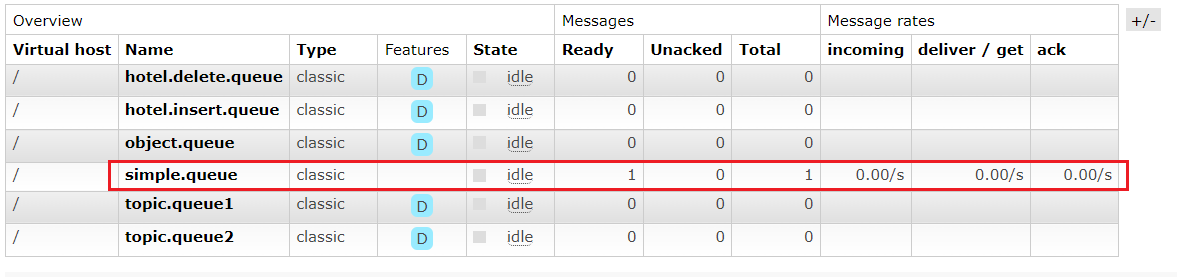 Overview Messages Message rates +/-
Virtual host Name Type Features State Ready Unacked Total incoming deliver / get ack
/ hotel.delete.queue classic D idle 0 0 0
/ hotel.insert.queue classic D idle 0 0 0
/ object.queue classic D idle 0 0 0
/ simple.queue classic idle 1 0 1 0.00/s 0.00/s 0.00/s
/ topic.queue1 classic D idle 0 0 0
/ topic.queue2 classic D idle 0 0 0